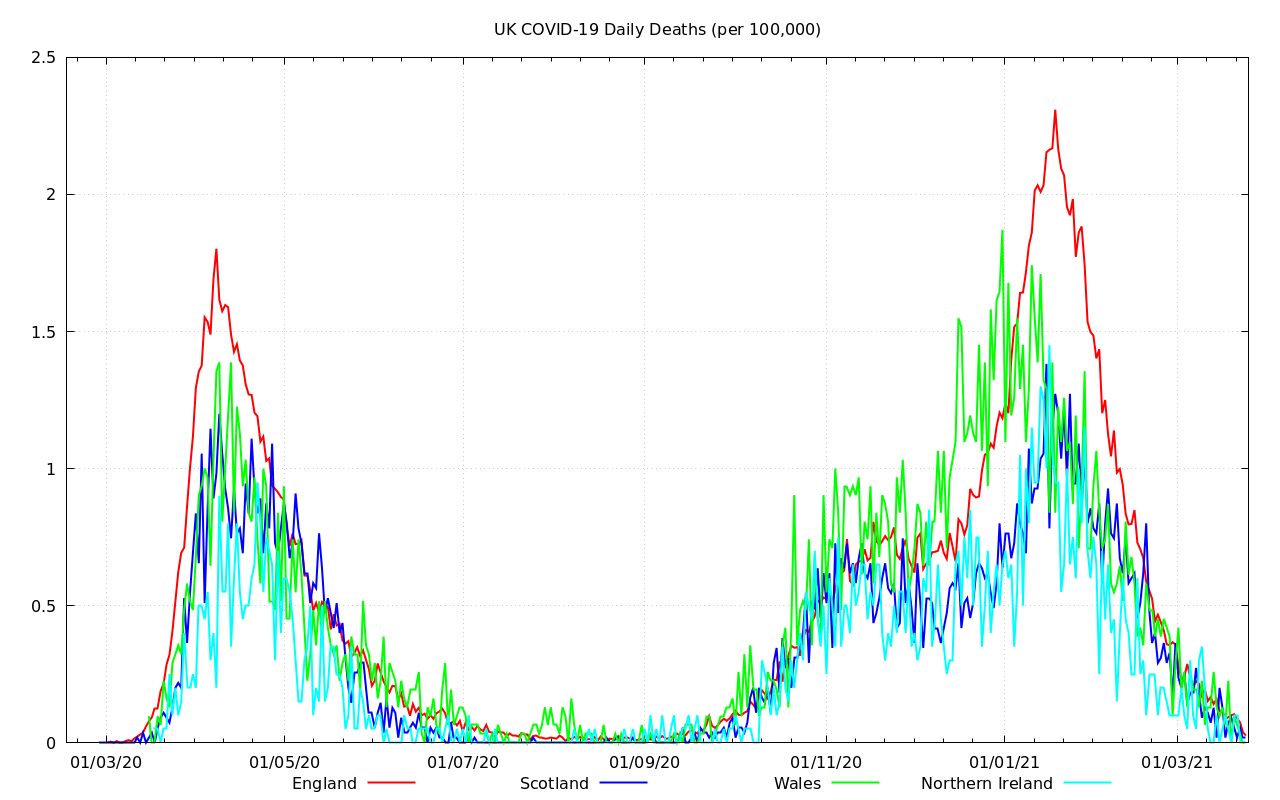 UK COVID-19 Daily Deaths (per 100,000)
2.5
2
1.5
1
0.5
0
01/03/20 01/05/20 01/07/20 01/09/20 01/11/20 01/01/21 01/03/21
England Scotland Wales Northern Ireland